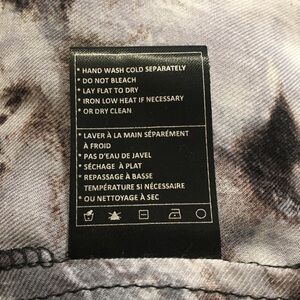 * HAND WASH COLD SEPARATELY
* DO NOT BLEACH
* LAY FLAT TO DRY
* IRON LOW HEAT IF NECESSARY
* OR DRY CLEAN
* LAVER À LA MAIN SÉPARÉMENT
À FROID
* PAS D'EAU DE JAVEL
* SÉCHAGE À PLAT
* REPASSAGE À BASSE
TEMPÉRATURE SI NÉCESSAIRE
* OU NETTOYAGE À SEC